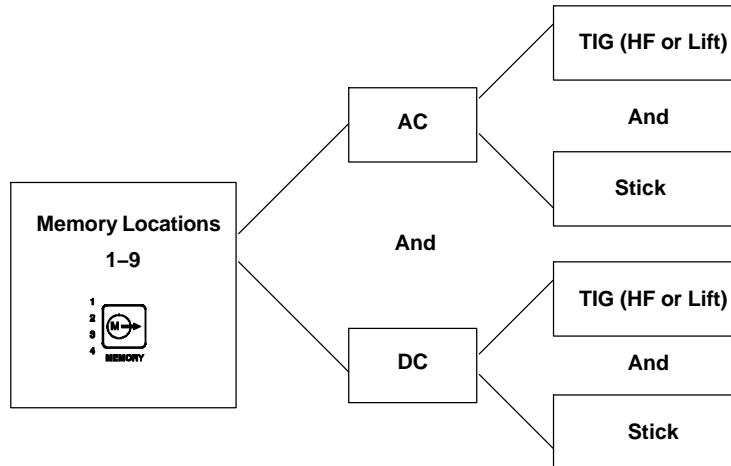 Memory Locations
1–9
1
2
3
4
M
MEMORY
AC
And
DC
TIG (HF or Lift)
And
Stick
TIG (HF or Lift)
And
Stick